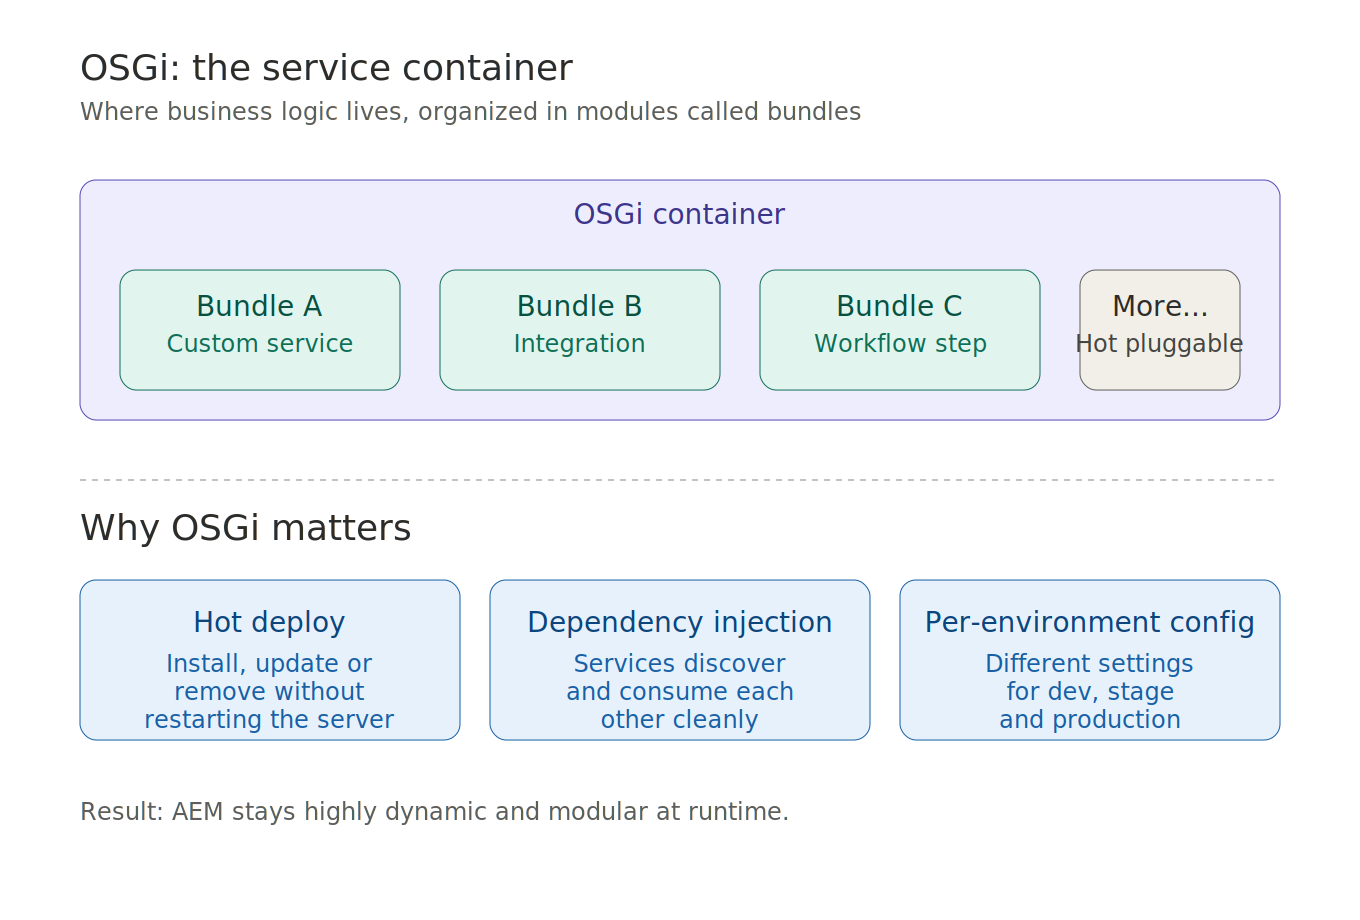 OSGi: the service container
Where business logic lives, organized in modules called bundles
OSGi container
Bundle A
Custom service
Bundle B
Integration
Bundle C
Workflow step
More...
Hot pluggable
Why OSGi matters
Hot deploy
Install, update or
remove without
restarting the server
Dependency injection
Services discover
and consume each
other cleanly
Per-environment config
Different settings
for dev, stage
and production
Result: AEM stays highly dynamic and modular at runtime.